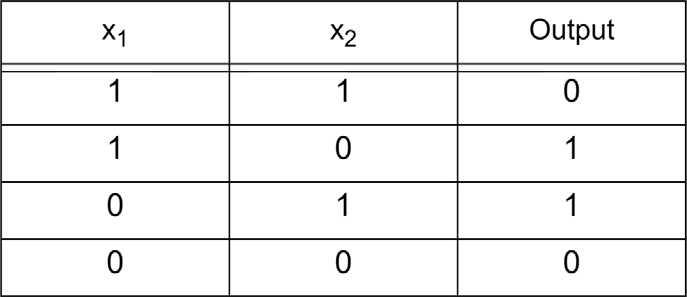 x₁ x₂ Output
1 1 0
1 0 1
0 1 1
0 0 0